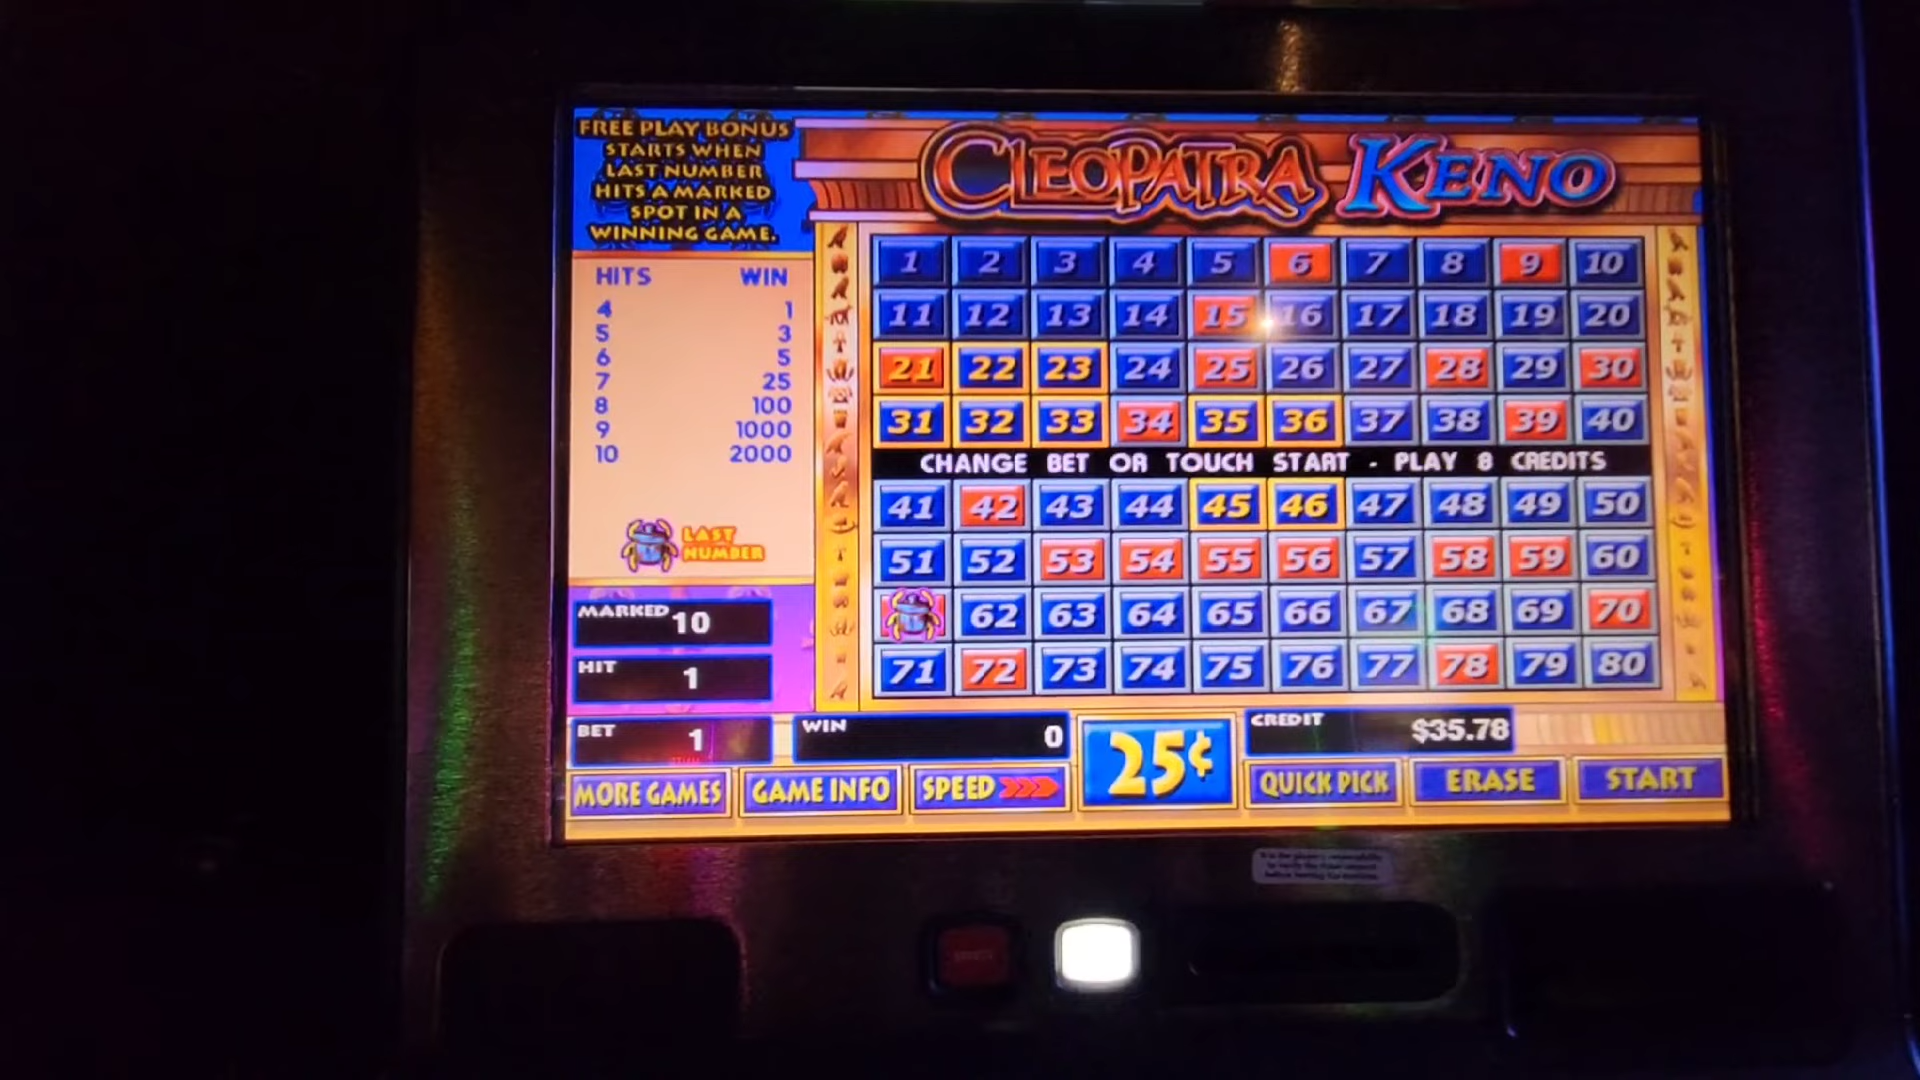 FREE PLAY BONUS
STARTS WHEN
LAST NUMBER
HITS A MARKED
SPOT IN A
WINNING GAME.
CLEOPATRA KENO
HITS WIN
4 1
5 3
6 5
7 25
8 100
9 1000
10 2000
LAST
NUMBER
MARKED 10
HIT 1
BET 1
1 2 3 4 5 6 7 8 9 10
11 12 13 14 15 16 17 18 19 20
21 22 23 24 25 26 27 28 29 30
31 32 33 34 35 36 37 38 39 40
CHANGE BET OR TOUCH START - PLAY 8 CREDITS
41 42 43 44 45 46 47 48 49 50
51 52 53 54 55 56 57 58 59 60
62 63 64 65 66 67 68 69 70
71 72 73 74 75 76 77 78 79 80
WIN 0
25¢
CREDIT $35.78
MORE GAMES
GAME INFO
SPEED
QUICK PICK
ERASE
START